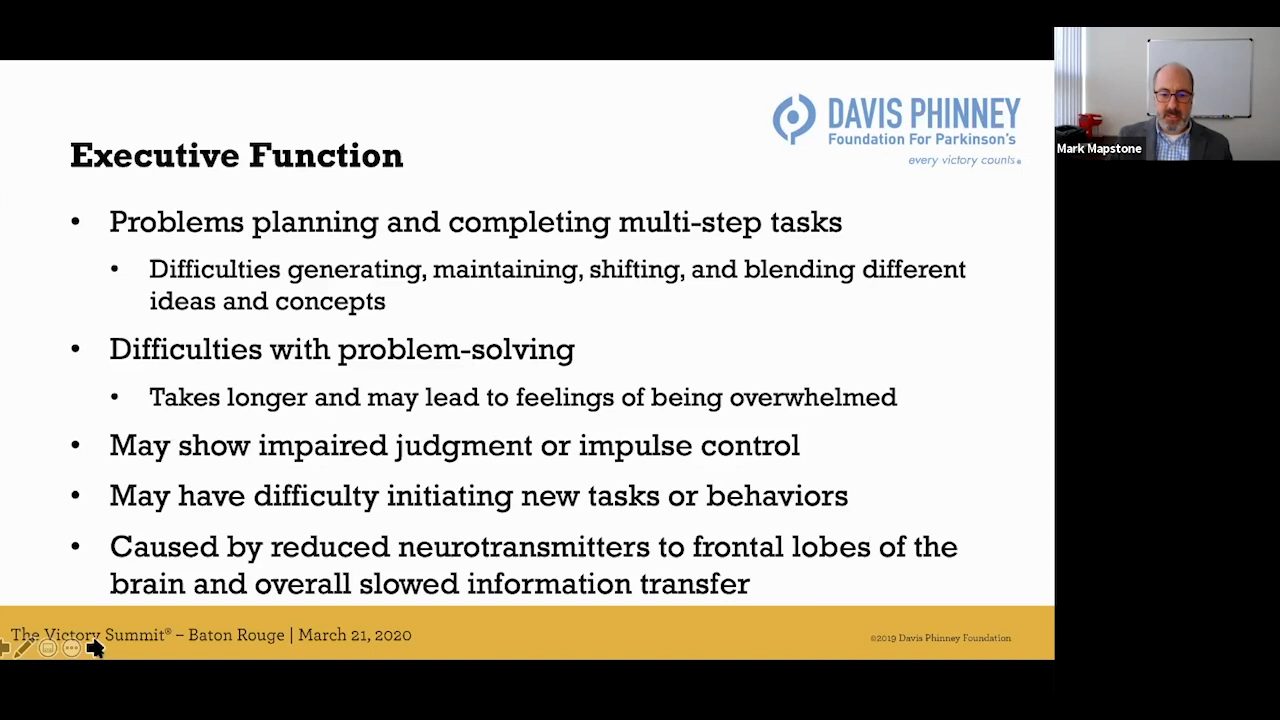 DAVIS PHINNEY
Foundation For Parkinson's
every victory counts®
Mark Mapstone
Executive Function
• Problems planning and completing multi-step tasks
• Difficulties generating, maintaining, shifting, and blending different
ideas and concepts
• Difficulties with problem-solving
• Takes longer and may lead to feelings of being overwhelmed
• May show impaired judgment or impulse control
• May have difficulty initiating new tasks or behaviors
• Caused by reduced neurotransmitters to frontal lobes of the
brain and overall slowed information transfer
The Victory Summit® – Baton Rouge | March 21, 2020
©2019 Davis Phinney Foundation